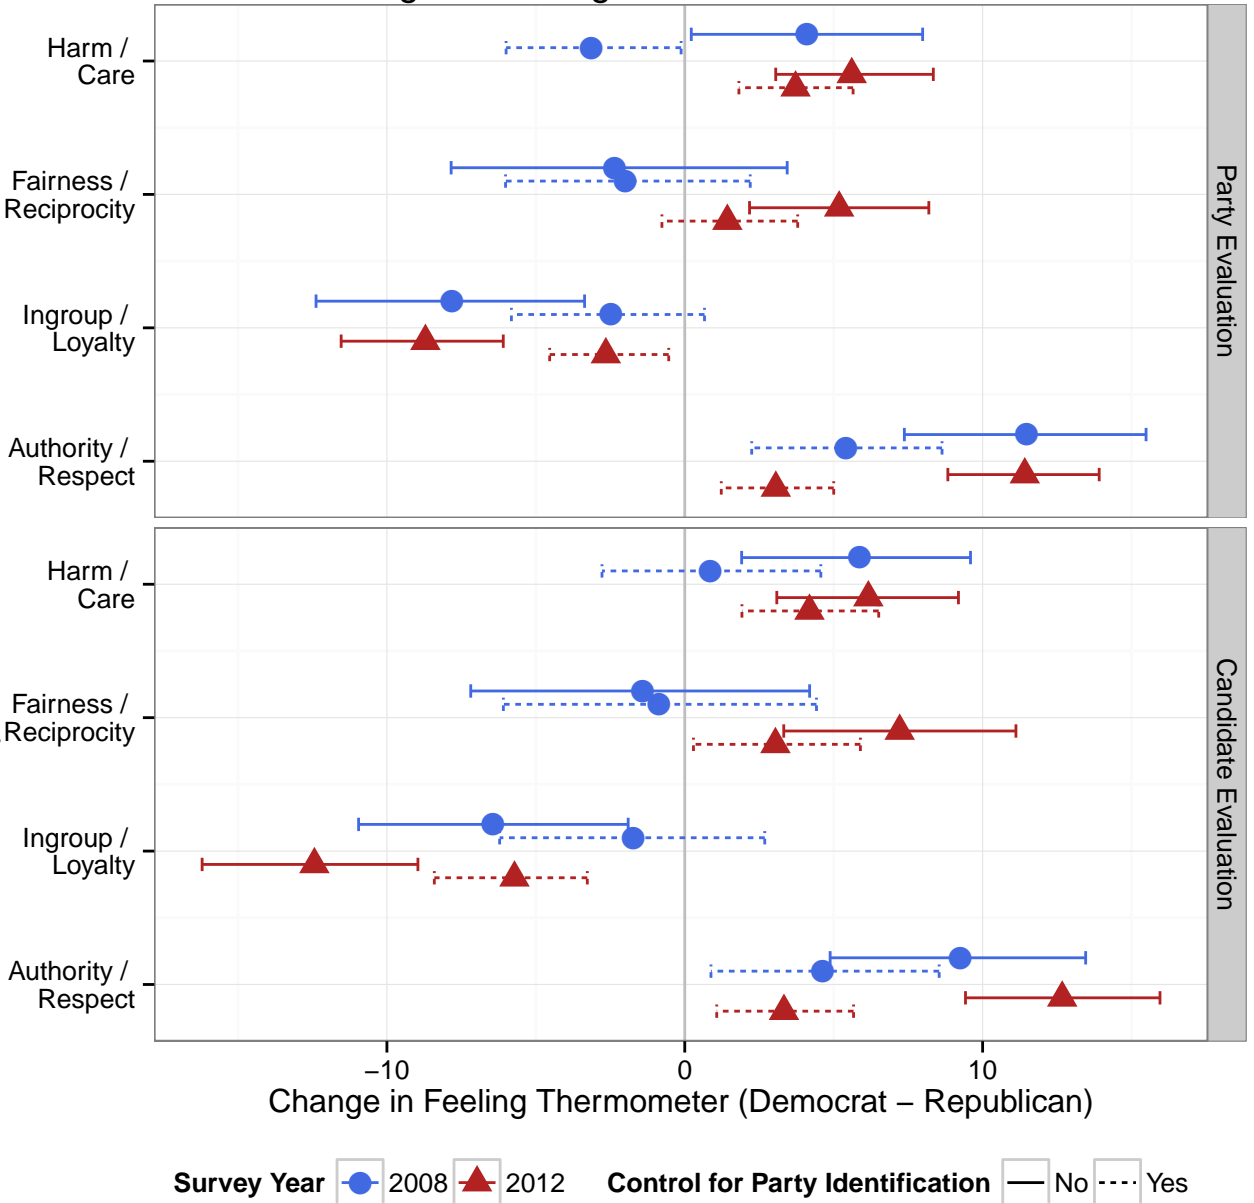 Harm /
Care
Fairness /
Reciprocity
Ingroup /
Loyalty
Authority /
Respect
Party Evaluation
Harm /
Care
Fairness /
Reciprocity
Ingroup /
Loyalty
Authority /
Respect
Candidate Evaluation
−10 0 10
Change in Feeling Thermometer (Democrat − Republican)
Survey Year 2008 2012 Control for Party Identification No Yes